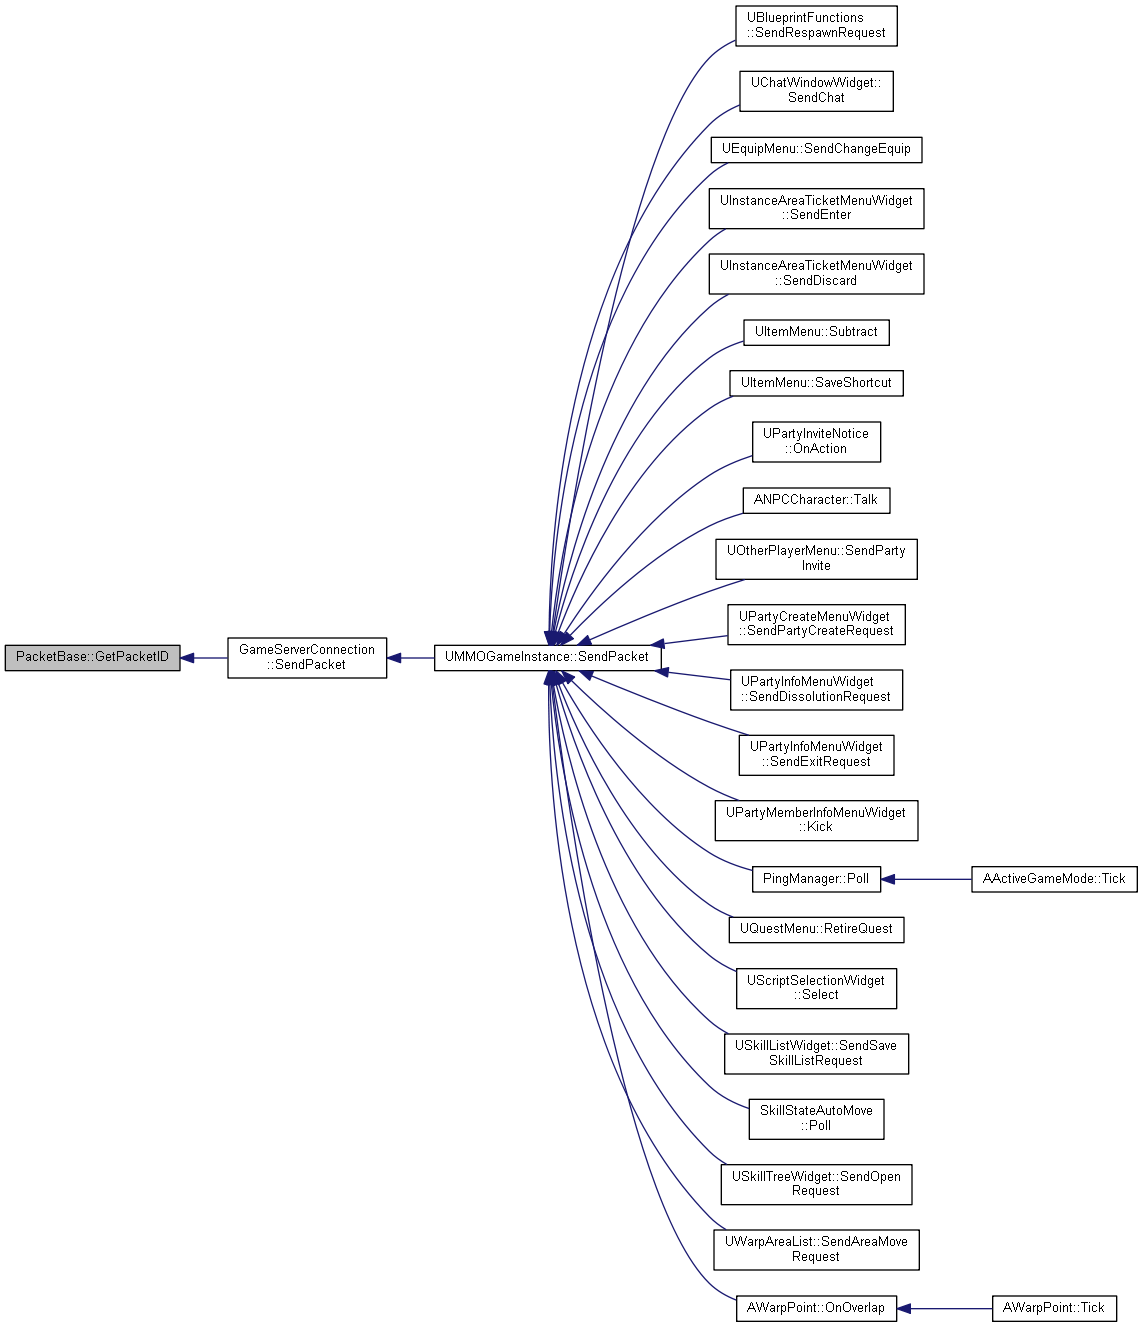 UBlueprintFunctions
::SendRespawnRequest
UChatWindowWidget::
SendChat
UEquipMenu::SendChangeEquip
UInstanceAreaTicketMenuWidget
::SendEnter
UInstanceAreaTicketMenuWidget
::SendDiscard
UItemMenu::Subtract
UItemMenu::SaveShortcut
UPartyInviteNotice
::OnAction
ANPCCharacter::Talk
UOtherPlayerMenu::SendParty
Invite
UPartyCreateMenuWidget
::SendPartyCreateRequest
PacketBase::GetPacketID
GameServerConnection
::SendPacket
UMMOGameInstance::SendPacket
UPartyInfoMenuWidget
::SendDissolutionRequest
UPartyInfoMenuWidget
::SendExitRequest
UPartyMemberInfoMenuWidget
::Kick
PingManager::Poll
AActiveGameMode::Tick
UQuestMenu::RetireQuest
UScriptSelectionWidget
::Select
USkillListWidget::SendSave
SkillListRequest
SkillStateAutoMove
::Poll
USkillTreeWidget::SendOpen
Request
UWarpAreaList::SendAreaMove
Request
AWarpPoint::OnOverlap
AWarpPoint::Tick